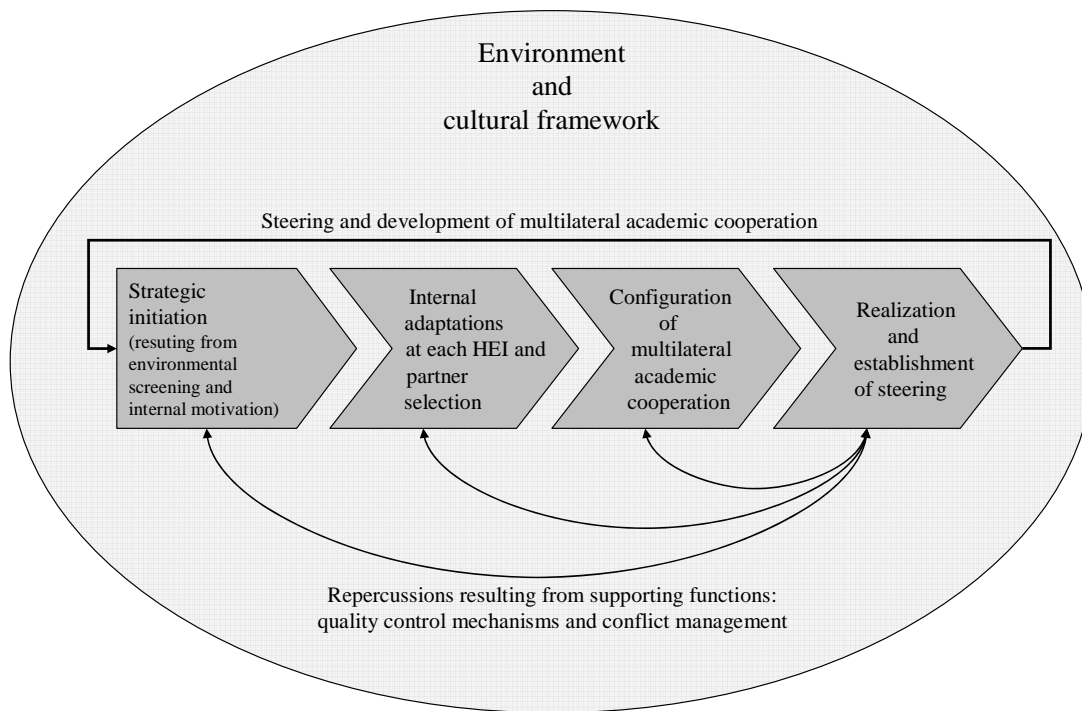 Environment
and
cultural framework
Steering and development of multilateral academic cooperation
Strategic
initiation
(resuting from
environmental
screening and
internal motivation)
Internal
adaptations
at each HEI and
partner
selection
Configuration
of
multilateral
academic
cooperation
Realization
and
establishment
of steering
Repercussions resulting from supporting functions:
quality control mechanisms and conflict management